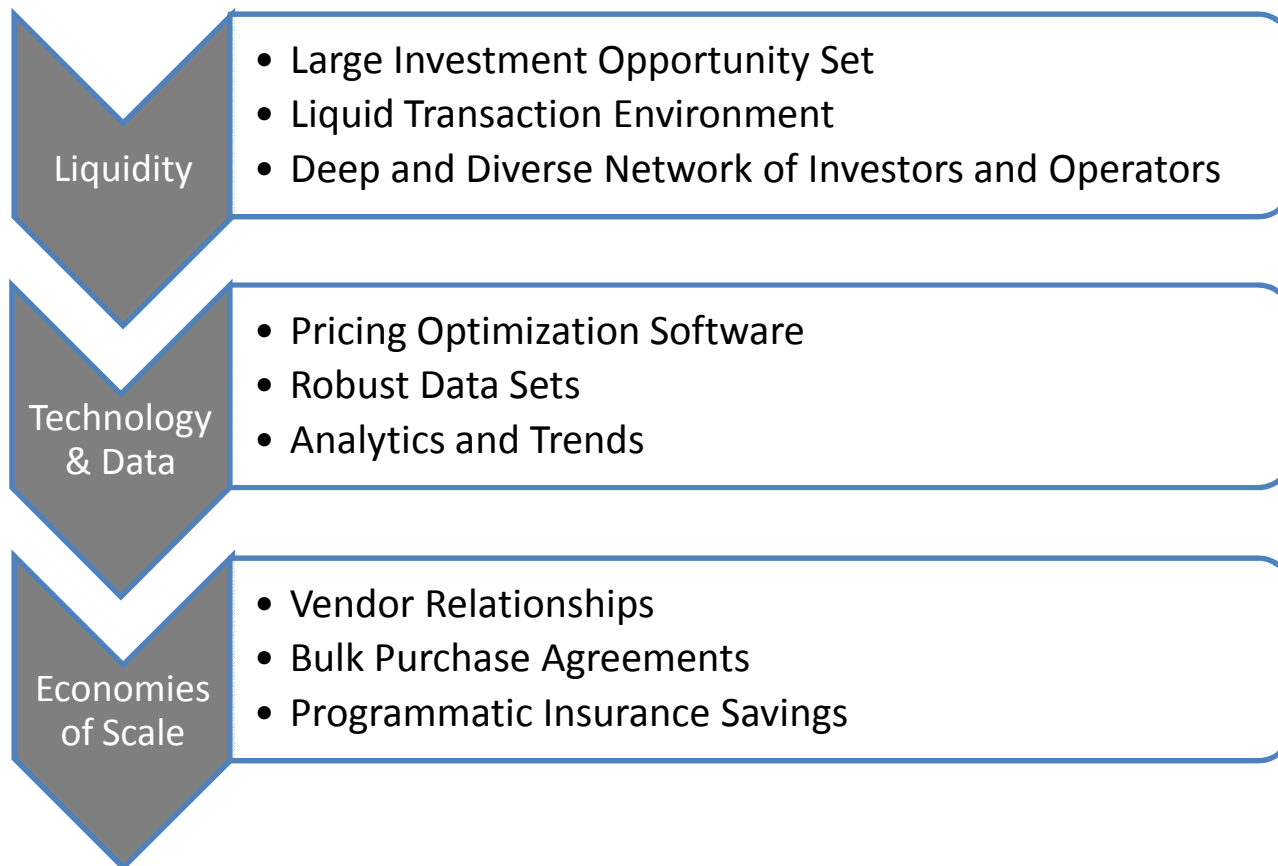 Liquidity
• Large Investment Opportunity Set
• Liquid Transaction Environment
• Deep and Diverse Network of Investors and Operators
Technology
& Data
• Pricing Optimization Software
• Robust Data Sets
• Analytics and Trends
Economies
of Scale
• Vendor Relationships
• Bulk Purchase Agreements
• Programmatic Insurance Savings